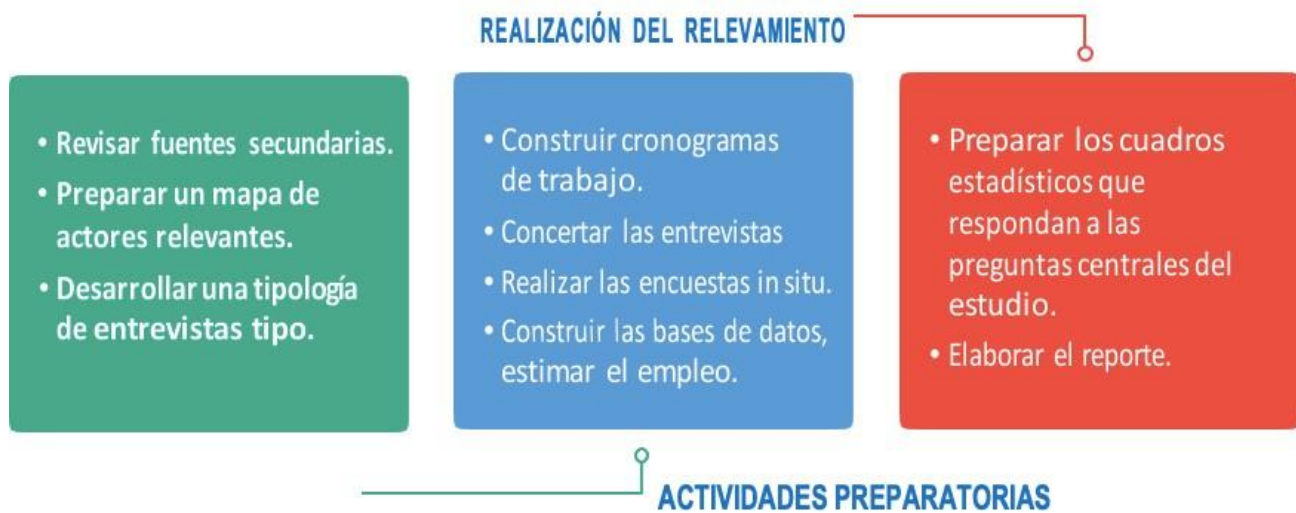 REALIZACIÓN DEL RELEVAMIENTO
• Revisar fuentes secundarias.
• Preparar un mapa de
actores relevantes.
• Desarrollar una tipología
de entrevistas tipo.
• Construir cronogramas
de trabajo.
• Concertar las entrevistas
• Realizar las encuestas in situ.
• Construir las bases de datos,
estimar el empleo.
• Preparar los cuadros
estadísticos que
respondan a las
preguntas centrales del
estudio.
• Elaborar el reporte.
ACTIVIDADES PREPARATORIAS